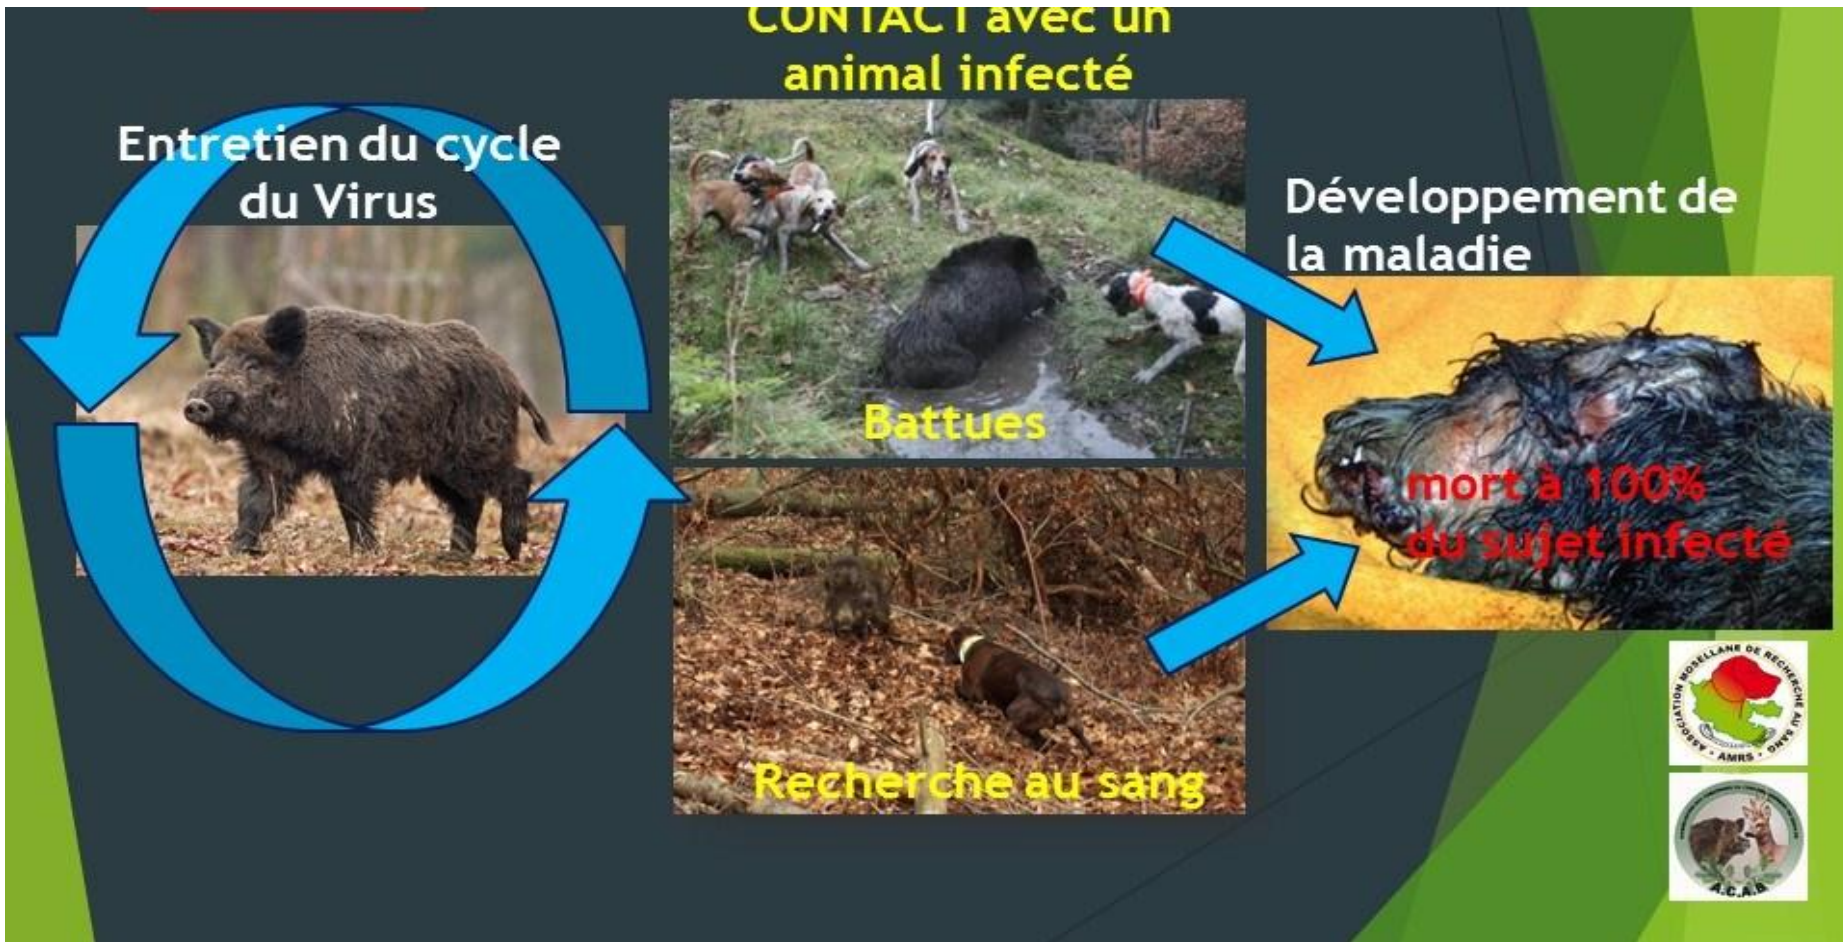 CONTACT avec un
animal infecté
Entretien du cycle
du Virus
Développement de
la maladie
Battues
mort à 100%
du sujet infecté
Recherche au sang
ASSOCIATION MOSELLANE DE RECHERCHE AU SANG
AMRS
A.C.A.B